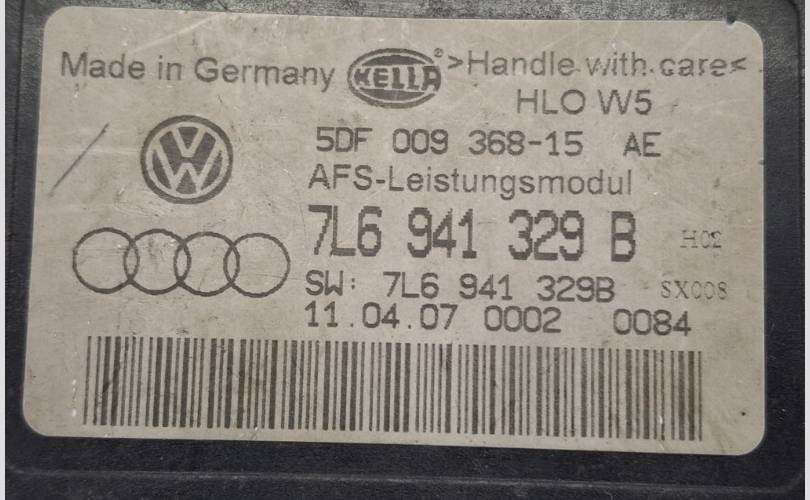 Made in Germany HELLA® >Handle with care<
HLO W5
5DF 009 368-15 AE
AFS-Leistungsmodul
7L6 941 329 B H02
SW: 7L6 941 329B SX008
11.04.07 0002 0084